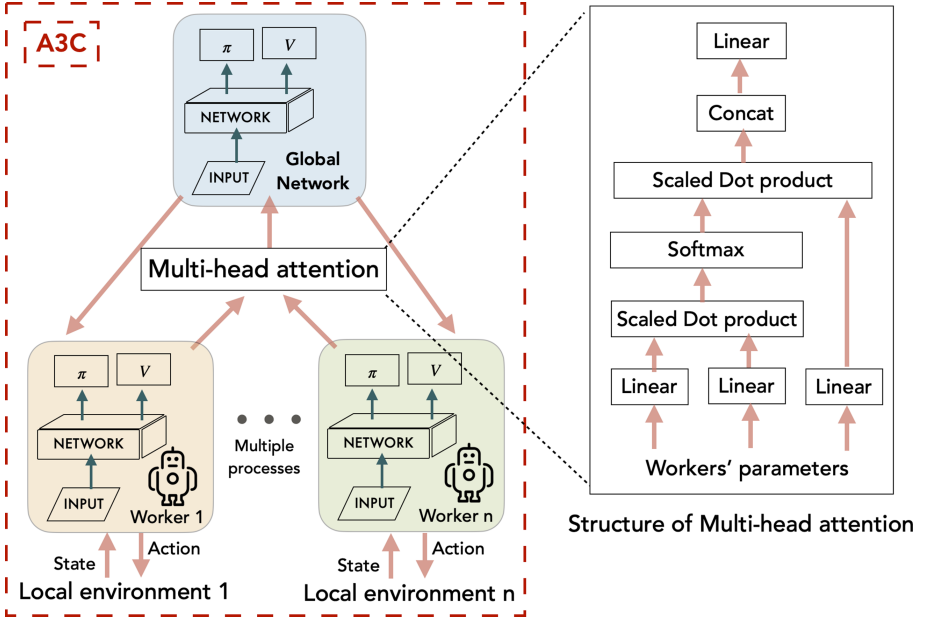 A3C
π
V
NETWORK
INPUT
Global
Network
Multi-head attention
π
V
NETWORK
INPUT
Worker 1
Multiple
processes
π
V
NETWORK
INPUT
Worker n
State
Action
Local environment 1
State
Action
Local environment n
Linear
Concat
Scaled Dot product
Softmax
Scaled Dot product
Linear
Linear
Linear
Workers' parameters
Structure of Multi-head attention